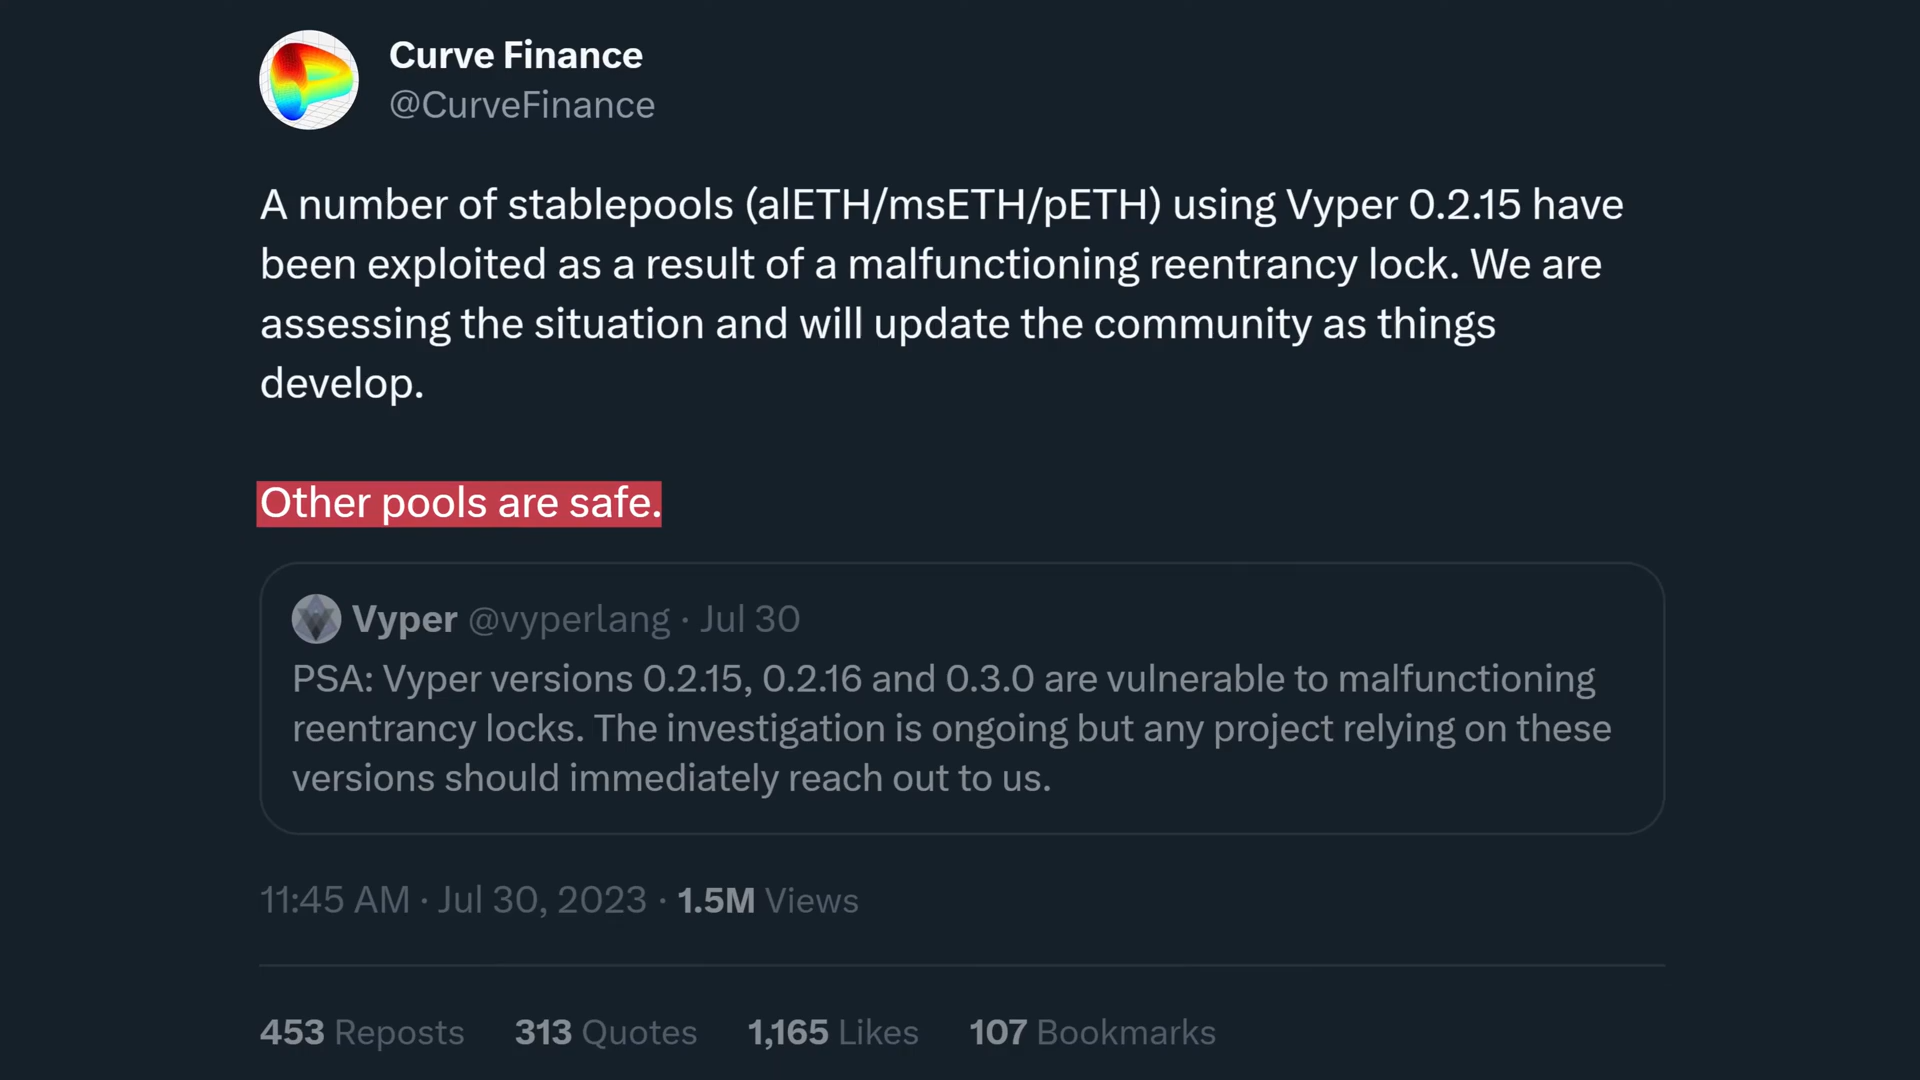 Curve Finance
@CurveFinance
A number of stablepools (alETH/msETH/pETH) using Vyper 0.2.15 have
been exploited as a result of a malfunctioning reentrancy lock. We are
assessing the situation and will update the community as things
develop.
Other pools are safe.
Vyper @vyperlang · Jul 30
PSA: Vyper versions 0.2.15, 0.2.16 and 0.3.0 are vulnerable to malfunctioning
reentrancy locks. The investigation is ongoing but any project relying on these
versions should immediately reach out to us.
11:45 AM · Jul 30, 2023 · 1.5M Views
453 Reposts 313 Quotes 1,165 Likes 107 Bookmarks